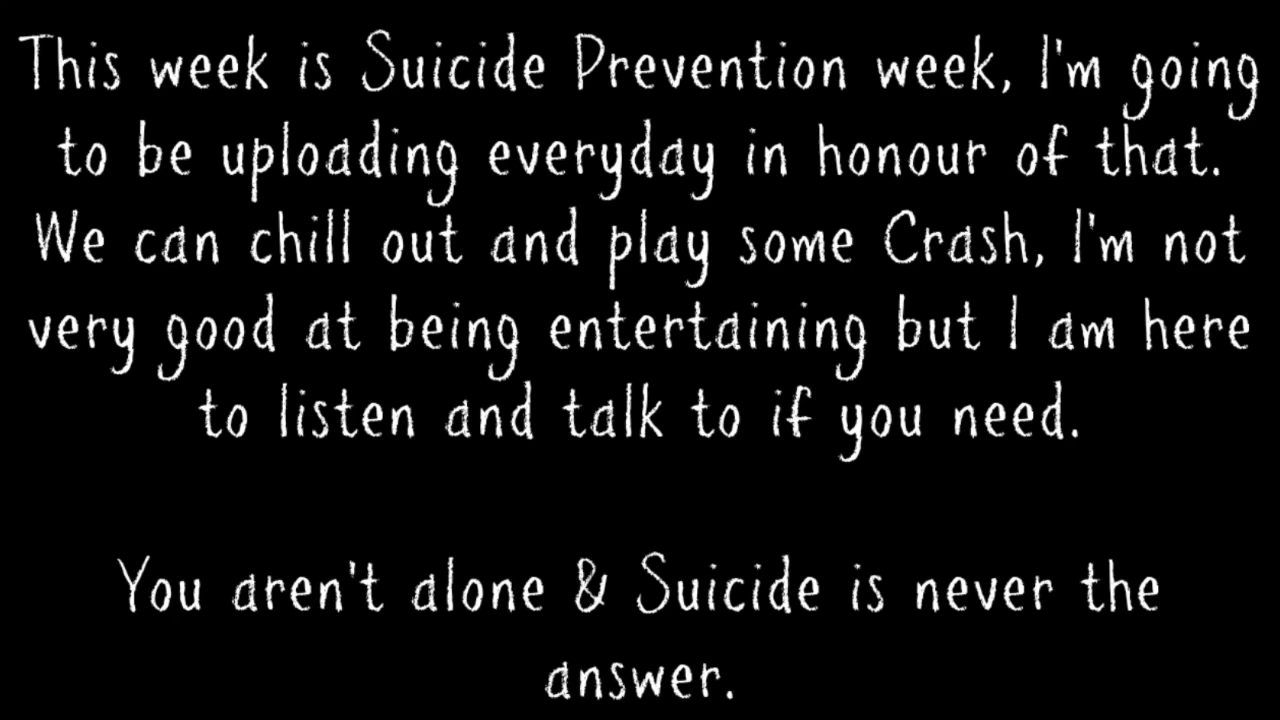 This week is Suicide Prevention week, I'm going
to be uploading everyday in honour of that.
We can chill out and play some Crash, I'm not
very good at being entertaining but I am here
to listen and talk to if you need.
You aren't alone & Suicide is never the
answer.